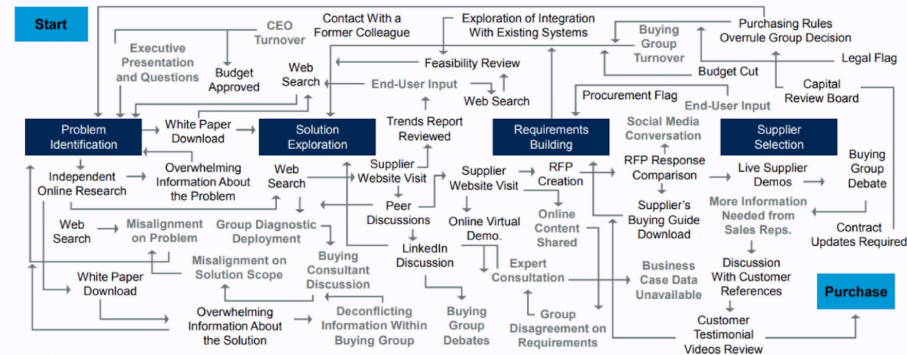 Start
CEO
Turnover
Contact With a
Former Colleague
Exploration of Integration
With Existing Systems
Buying
Group
Turnover
Purchasing Rules
Overrule Group Decision
Executive
Presentation
and Questions
Budget
Approved
Web
Search
Feasibility Review
End-User Input
Web Search
Budget Cut
Legal Flag
Capital
Review Board
Procurement Flag
End-User Input
Problem
Identification
White Paper
Download
Solution
Exploration
Trends Report
Reviewed
Requirements
Building
Social Media
Conversation
Supplier
Selection
Independent
Online Research
Overwhelming
Information About
the Problem
Web
Search
Supplier
Website Visit
Supplier
Website Visit
RFP
Creation
RFP Response
Comparison
Live Supplier
Demos
Buying
Group
Debate
Web
Search
Misalignment
on Problem
Group Diagnostic
Deployment
Peer
Discussions
Online Virtual
Demo.
Online
Content
Shared
Supplier's
Buying Guide
Download
More Information
Needed from
Sales Reps.
Contract
Updates Required
White Paper
Download
Misalignment on
Solution Scope
Buying
Consultant
Discussion
LinkedIn
Discussion
Expert
Consultation
Business
Case Data
Unavailable
Discussion
With Customer
References
Purchase
Overwhelming
Information About
the Solution
Deconflicting
Information Within
Buying Group
Buying
Group
Debates
Group
Disagreement on
Requirements
Customer
Testimonial
Videos Review